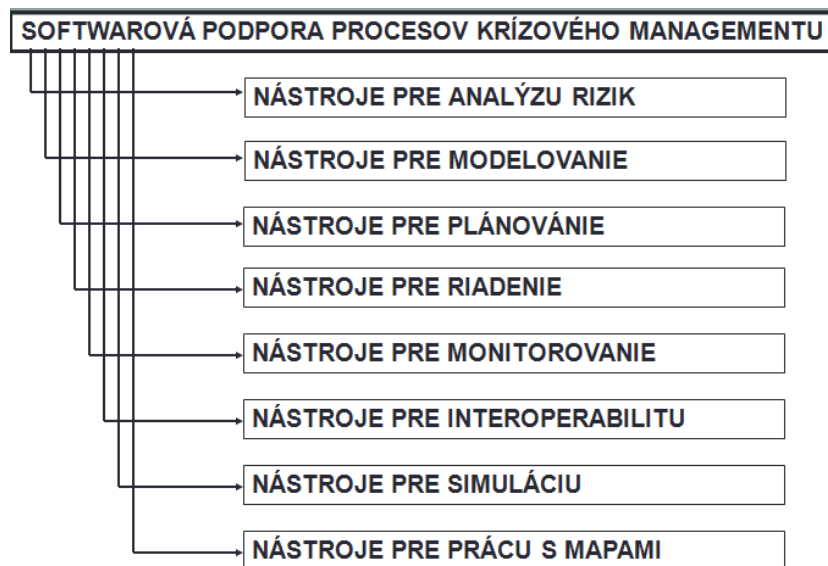 SOFTWAROVÁ PODPORA PROCESOV KRÍZOVÉHO MANAGEMENTU
NÁSTROJE PRE ANALÝZU RIZIK
NÁSTROJE PRE MODELOVANIE
NÁSTROJE PRE PLÁNOVÁNIE
NÁSTROJE PRE RIADENIE
NÁSTROJE PRE MONITOROVANIE
NÁSTROJE PRE INTEROPERABILITU
NÁSTROJE PRE SIMULÁCIU
NÁSTROJE PRE PRÁCU S MAPAMI